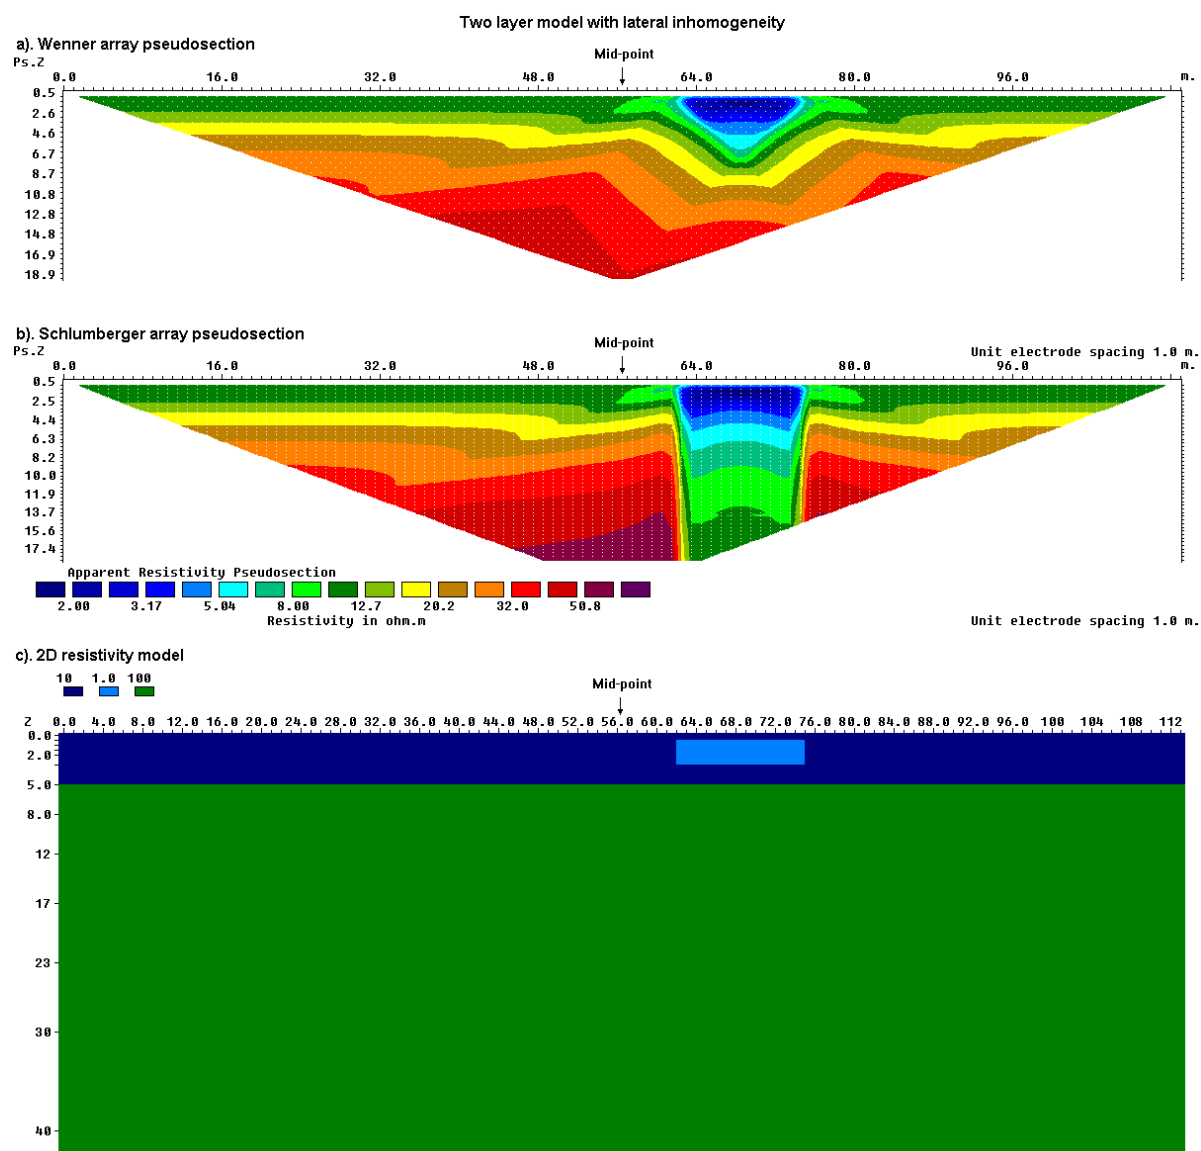 Two layer model with lateral inhomogeneity
a). Wenner array pseudosection
Ps.Z
Mid-point
0.0 16.0 32.0 48.0 64.0 80.0 96.0 m.
0.5
2.6
4.6
6.7
8.7
10.8
12.8
14.8
16.9
18.9
b). Schlumberger array pseudosection
Ps.Z
Mid-point
Unit electrode spacing 1.0 m.
0.0 16.0 32.0 48.0 64.0 80.0 96.0 m.
0.5
2.5
4.4
6.3
8.2
10.0
11.9
13.7
15.6
17.4
Apparent Resistivity Pseudosection
2.00 3.17 5.04 8.00 12.7 20.2 32.0 50.8
Resistivity in ohm.m
Unit electrode spacing 1.0 m.
c). 2D resistivity model
10 1.0 100
Mid-point
Z 0.0 4.0 8.0 12.0 16.0 20.0 24.0 28.0 32.0 36.0 40.0 44.0 48.0 52.0 56.0 60.0 64.0 68.0 72.0 76.0 80.0 84.0 88.0 92.0 96.0 100 104 108 112
0.0
2.0
5.0
8.0
12
17
23
30
40